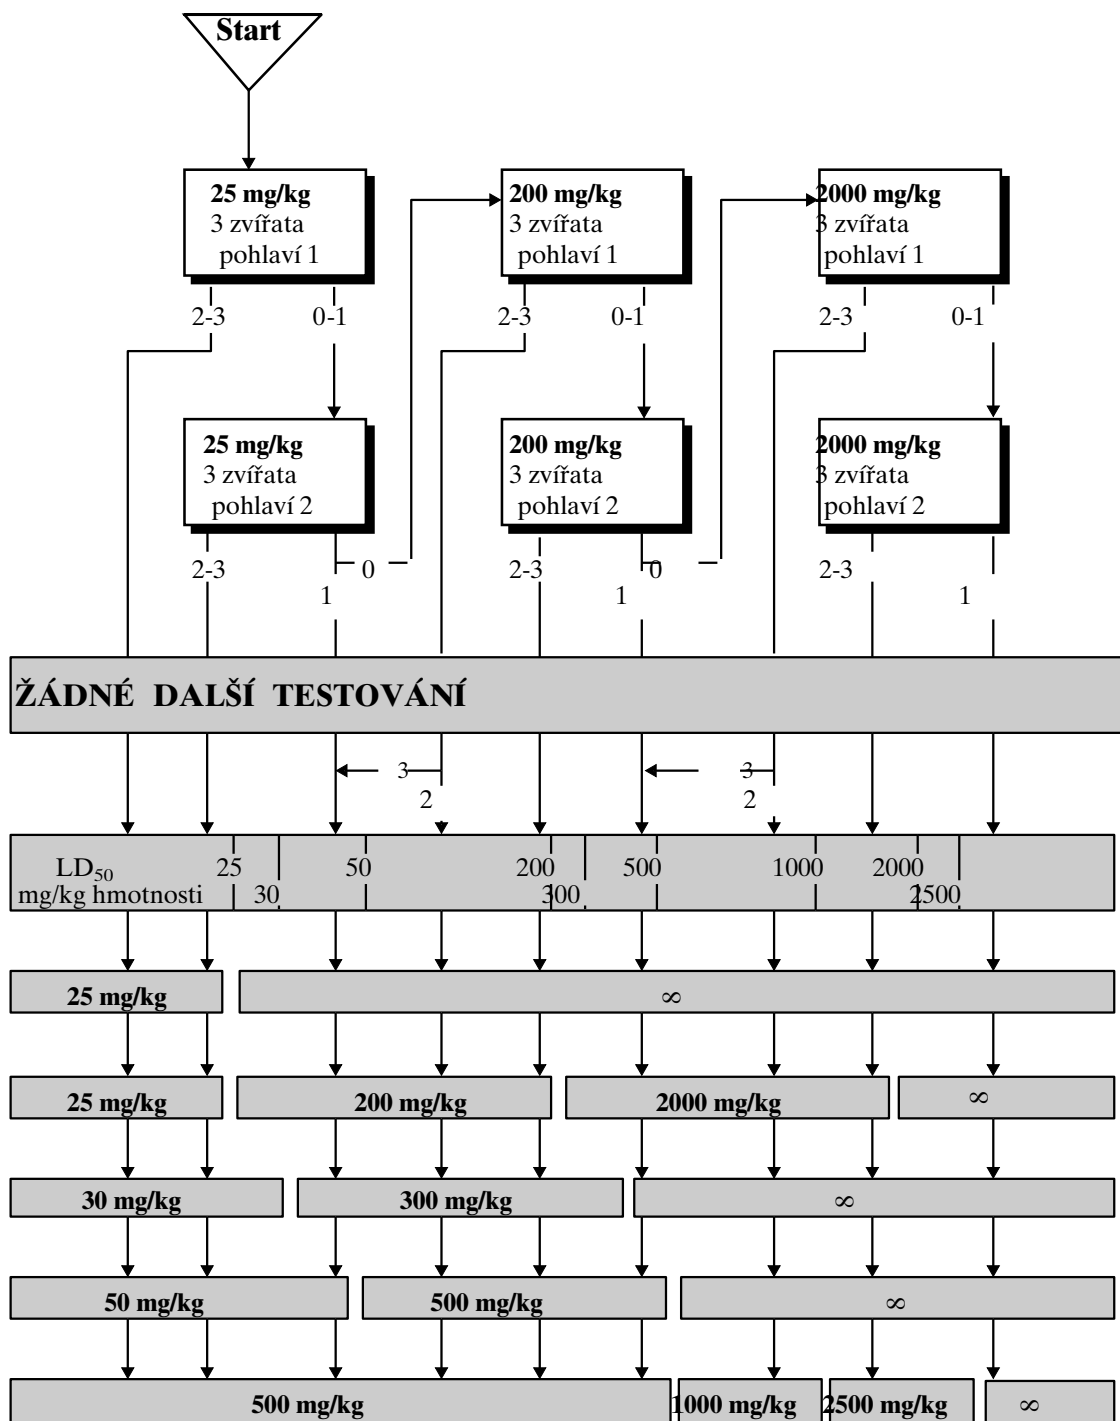 Start
25 mg/kg
3 zvířata
pohlaví 1
200 mg/kg
3 zvířata
pohlaví 1
2000 mg/kg
3 zvířata
pohlaví 1
2-3 0-1 2-3 0-1 2-3 0-1
25 mg/kg
3 zvířata
pohlaví 2
200 mg/kg
3 zvířata
pohlaví 2
2000 mg/kg
3 zvířata
pohlaví 2
2-3 0 2-3 0 2-3
1 1 1
ŽÁDNÉ DALŠÍ TESTOVÁNÍ
3 3
2 2
LD₅₀ 25 50 200 500 1000 2000
mg/kg hmotnosti 30 300 2500
25 mg/kg ∞
25 mg/kg 200 mg/kg 2000 mg/kg ∞
30 mg/kg 300 mg/kg ∞
50 mg/kg 500 mg/kg ∞
500 mg/kg 1000 mg/kg 2500 mg/kg ∞